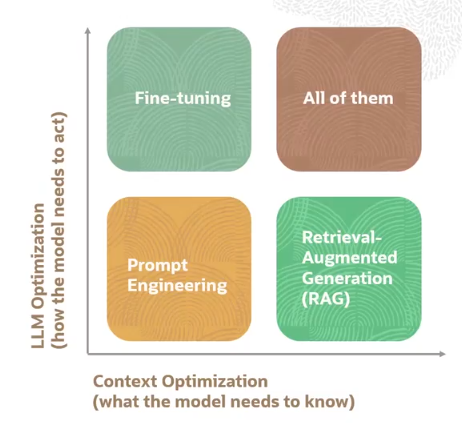 Fine-tuning
All of them
Prompt
Engineering
Retrieval-
Augmented
Generation
(RAG)
LLM Optimization
(how the model needs to act)
Context Optimization
(what the model needs to know)